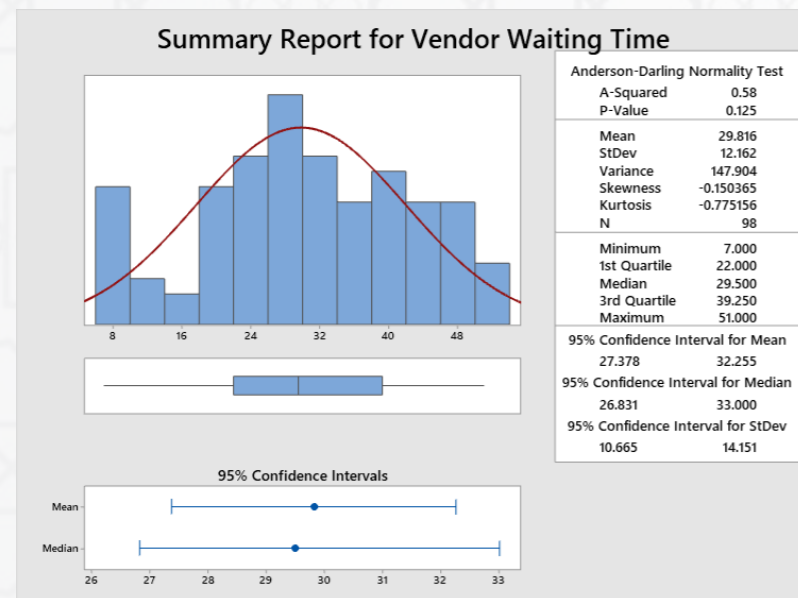 Summary Report for Vendor Waiting Time
8 16 24 32 40 48
Anderson-Darling Normality Test
A-Squared 0.58
P-Value 0.125
Mean 29.816
StDev 12.162
Variance 147.904
Skewness -0.150365
Kurtosis -0.775156
N 98
Minimum 7.000
1st Quartile 22.000
Median 29.500
3rd Quartile 39.250
Maximum 51.000
95% Confidence Interval for Mean
27.378 32.255
95% Confidence Interval for Median
26.831 33.000
95% Confidence Interval for StDev
10.665 14.151
95% Confidence Intervals
Mean
Median
26 27 28 29 30 31 32 33